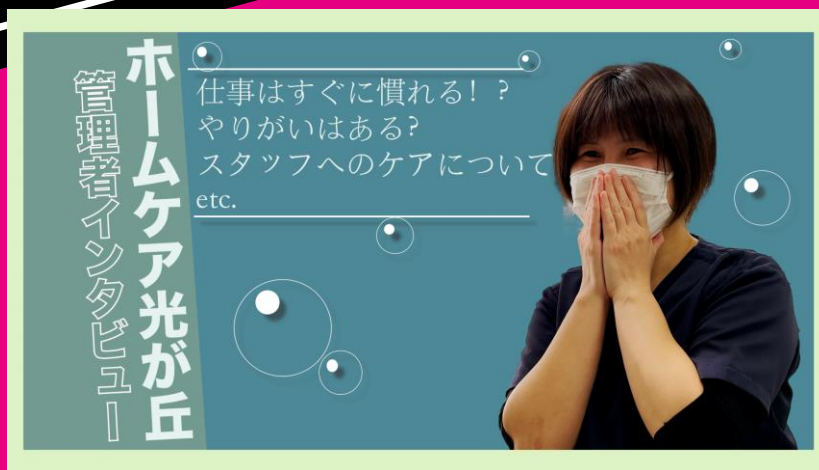 ホームケア光が丘
管理者インタビュー
仕事はすぐに慣れる！？
やりがいはある?
スタッフへのケアについて
etc.